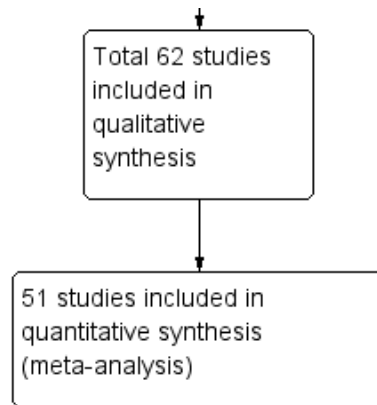 Total 62 studies
included in
qualitative
synthesis
51 studies included in
quantitative synthesis
(meta-analysis)